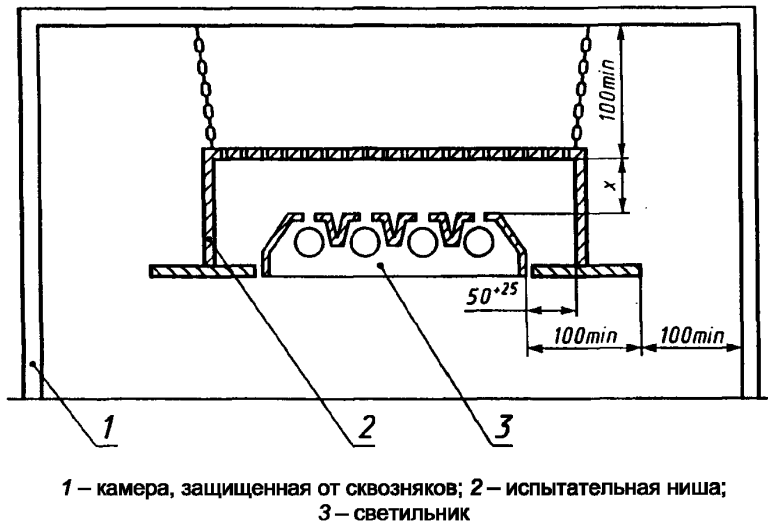 100min
x
50⁺²⁵
100min 100min
1 2 3
1 – камера, защищенная от сквозняков; 2 – испытательная ниша;
3 – светильник